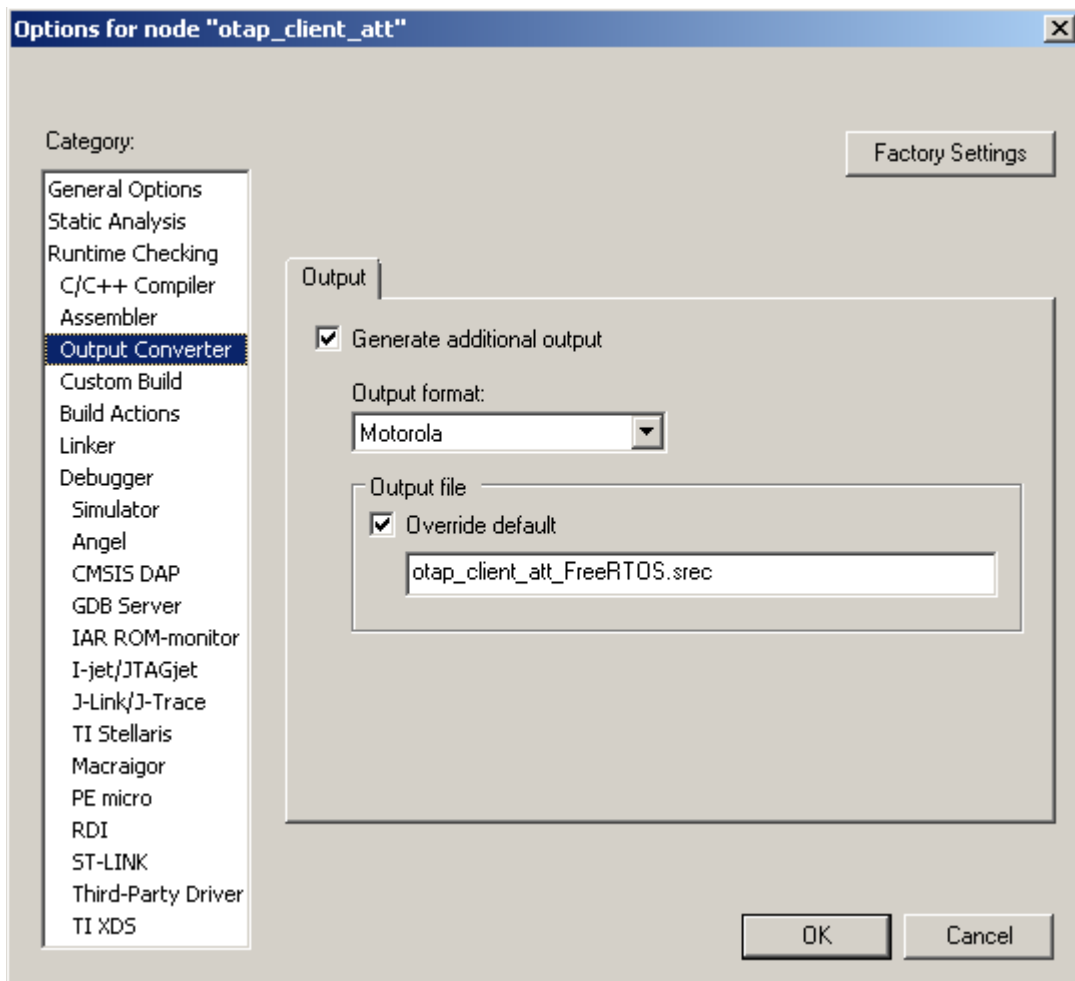 Options for node "otap_client_att"
Category:
Factory Settings
General Options
Static Analysis
Runtime Checking
C/C++ Compiler
Assembler
Output Converter
Custom Build
Build Actions
Linker
Debugger
Simulator
Angel
CMSIS DAP
GDB Server
IAR ROM-monitor
I-jet/JTAGjet
J-Link/J-Trace
TI Stellaris
Macraigor
PE micro
RDI
ST-LINK
Third-Party Driver
TI XDS
Output
Generate additional output
Output format:
Motorola
Output file
Override default
otap_client_att_FreeRTOS.srec
OK
Cancel